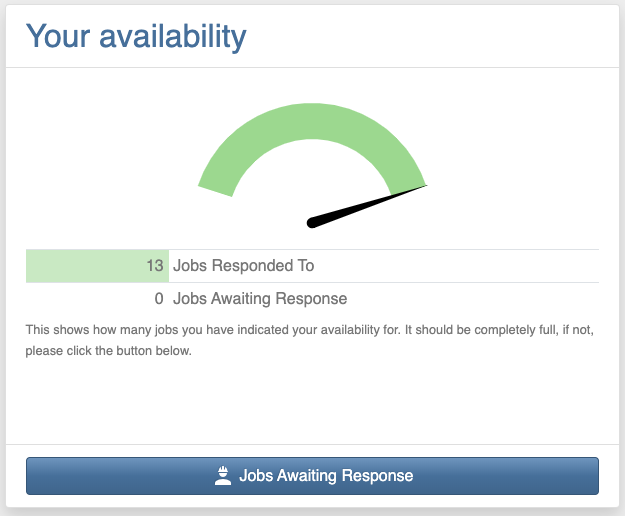 Your availability
13 Jobs Responded To
0 Jobs Awaiting Response
This shows how many jobs you have indicated your availability for. It should be completely full, if not,
please click the button below.
Jobs Awaiting Response